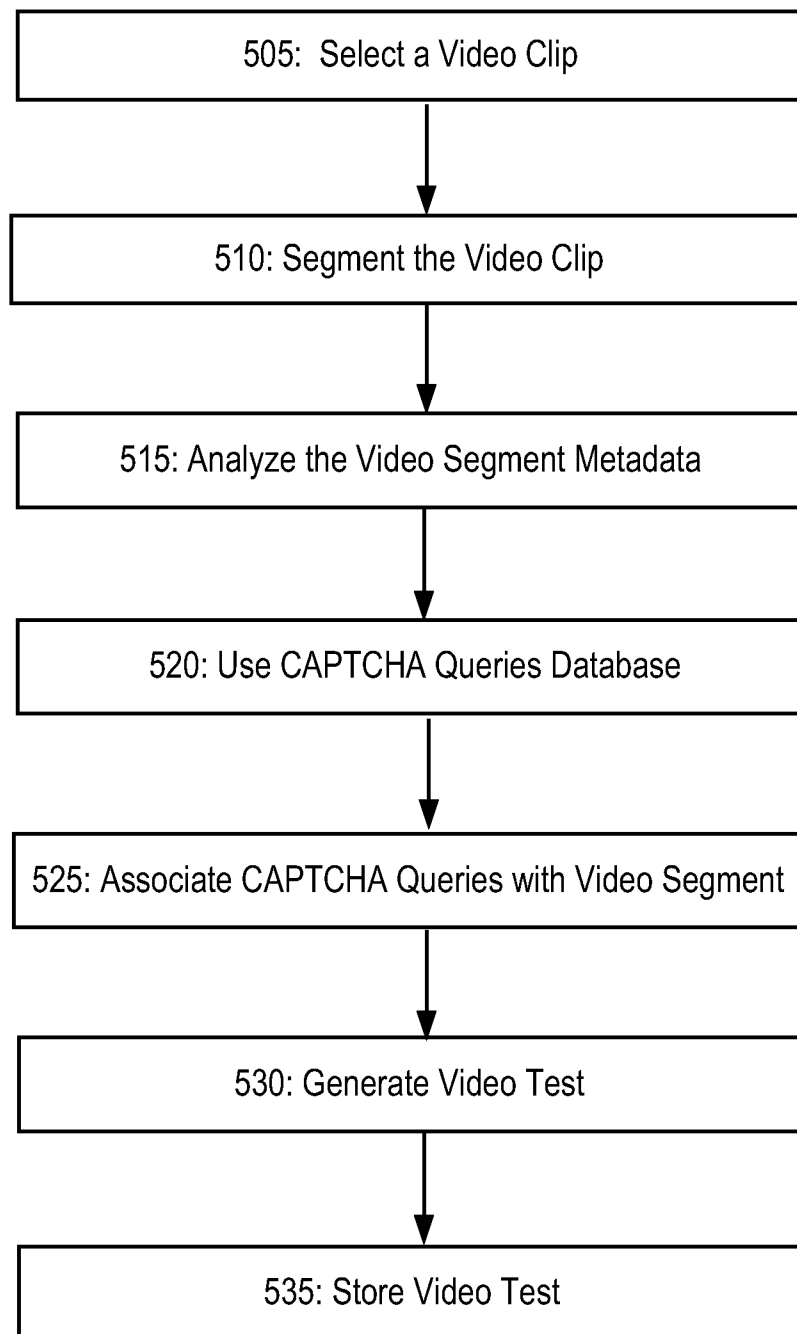 505: Select a Video Clip
510: Segment the Video Clip
515: Analyze the Video Segment Metadata
520: Use CAPTCHA Queries Database
525: Associate CAPTCHA Queries with Video Segment
530: Generate Video Test
535: Store Video Test